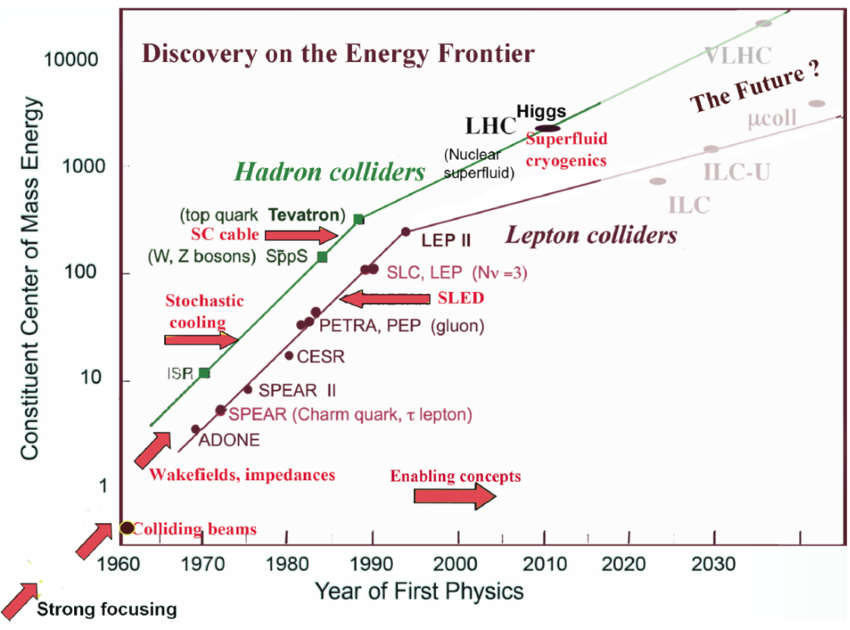 Discovery on the Energy Frontier
Constituent Center of Mass Energy
10000
1000
100
10
1
VLHC
The Future ?
μcoll
ILC-U
ILC
Higgs
LHC
Superfluid
cryogenics
(Nuclear
superfluid)
Hadron colliders
(top quark Tevatron)
SC cable
(W, Z bosons) Sp̄pS
LEP II
Lepton colliders
SLC, LEP (Nν =3)
SLED
Stochastic
cooling
PETRA, PEP (gluon)
CESR
ISR
SPEAR II
SPEAR (Charm quark, τ lepton)
ADONE
Wakefields, impedances
Enabling concepts
Colliding beams
Strong focusing
1960 1970 1980 1990 2000 2010 2020 2030
Year of First Physics